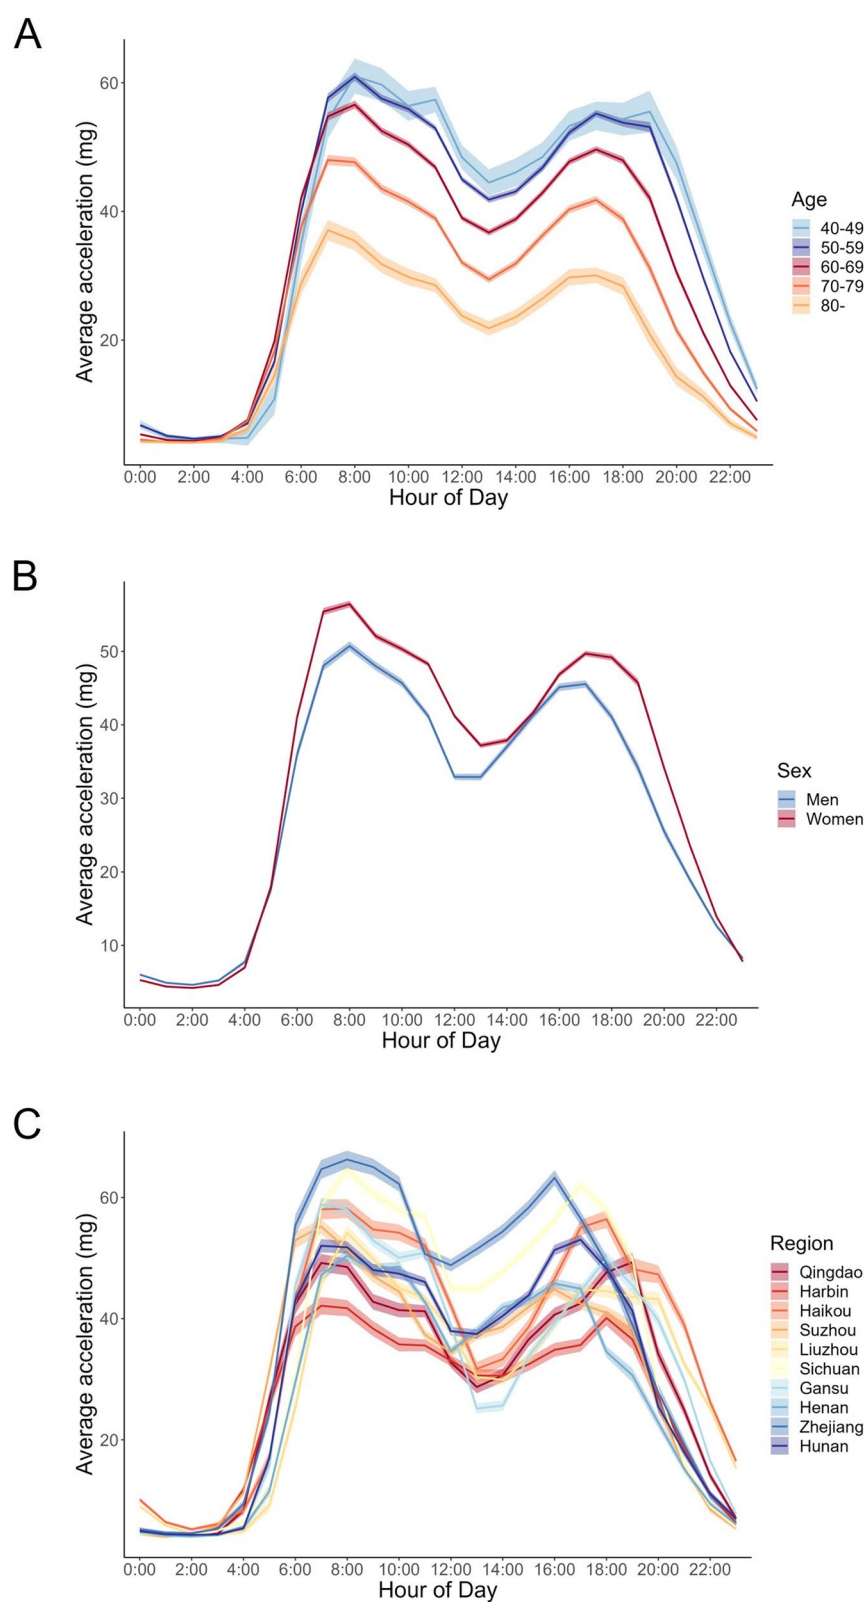 A
Average acceleration (mg)
60
40
20
0:00 2:00 4:00 6:00 8:00 10:00 12:00 14:00 16:00 18:00 20:00 22:00
Hour of Day
Age
40-49
50-59
60-69
70-79
80-
B
Average acceleration (mg)
50
40
30
20
10
0:00 2:00 4:00 6:00 8:00 10:00 12:00 14:00 16:00 18:00 20:00 22:00
Hour of Day
Sex
Men
Women
C
Average acceleration (mg)
60
40
20
0:00 2:00 4:00 6:00 8:00 10:00 12:00 14:00 16:00 18:00 20:00 22:00
Hour of Day
Region
Qingdao
Harbin
Haikou
Suzhou
Liuzhou
Sichuan
Gansu
Henan
Zhejiang
Hunan